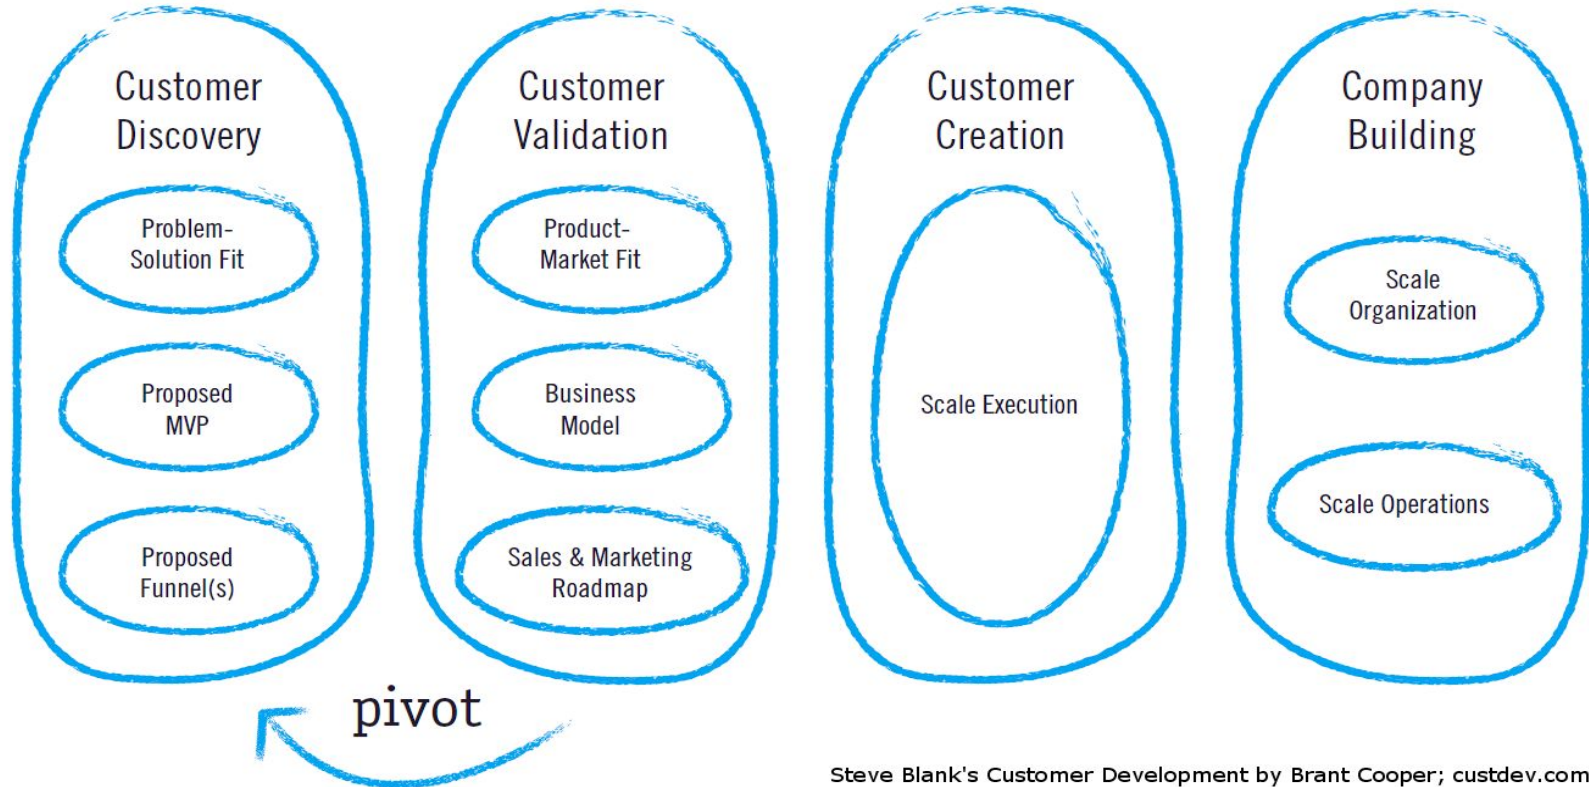 Customer
Discovery
Problem-
Solution Fit
Proposed
MVP
Proposed
Funnel(s)
Customer
Validation
Product-
Market Fit
Business
Model
Sales & Marketing
Roadmap
Customer
Creation
Scale Execution
Company
Building
Scale
Organization
Scale Operations
pivot
Steve Blank's Customer Development by Brant Cooper; custdev.com